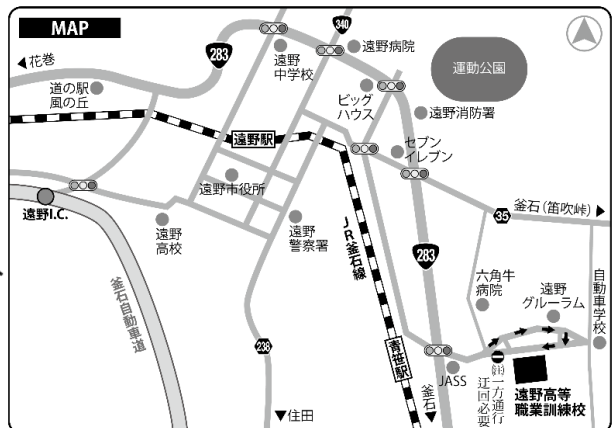 MAP
花巻
283
340
遠野
中学校
遠野病院
運動公園
道の駅
風の丘
ビッグ
ハウス
遠野消防署
遠野駅
セブン
イレブン
遠野市役所
遠野I.C.
遠野
高校
遠野
警察署
35
釜石(笛吹峠)
JR釜石線
283
六角牛
病院
遠野
グルーラム
自動車学校
釜石自動車道
238
青笹駅
JASS
㊟一方通行
迂回必要
遠野高等
職業訓練校
住田
釜石